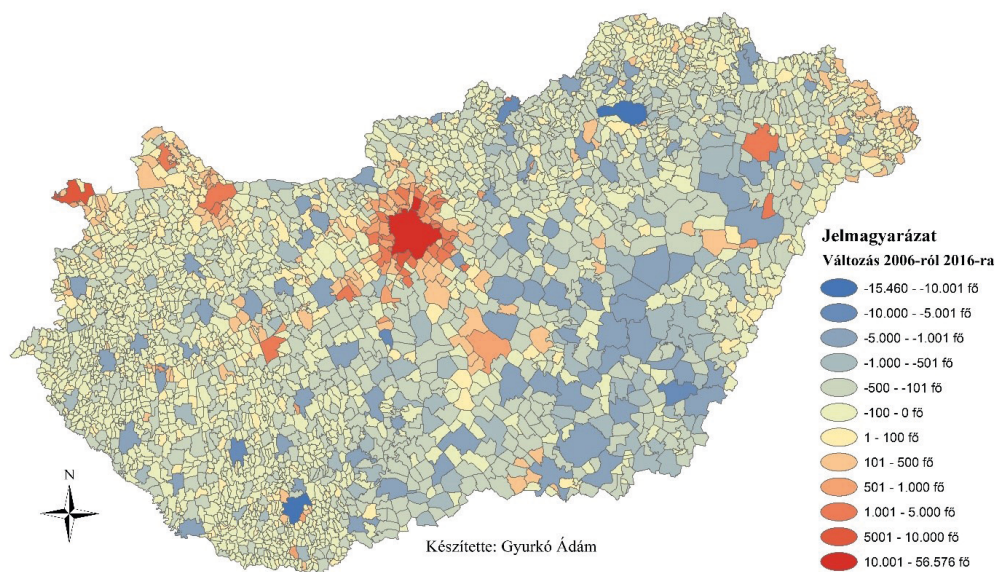 Jelmagyarázat
Változás 2006-ról 2016-ra
-15.460 - -10.001 fő
-10.000 - -5.001 fő
-5.000 - -1.001 fő
-1.000 - -501 fő
-500 - -101 fő
-100 - 0 fő
1 - 100 fő
101 - 500 fő
501 - 1.000 fő
1.001 - 5.000 fő
5001 - 10.000 fő
10.001 - 56.576 fő
N
Készítette: Gyurkó Ádám